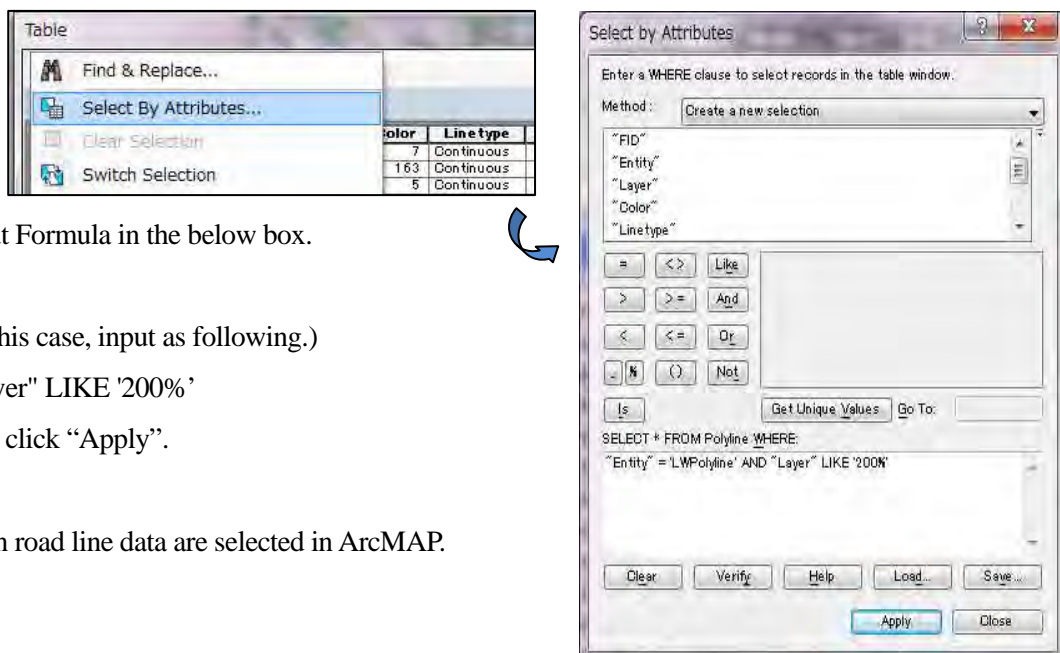 Table
Find & Replace...
Select By Attributes...
Clear Selection
Switch Selection
olor Linetype
7 Continuous
163 Continuous
5 Continuous
t Formula in the below box.
his case, input as following.)
yer" LIKE '200%’
click “Apply”.
n road line data are selected in ArcMAP.
Select by Attributes
Enter a WHERE clause to select records in the table window.
Method : Create a new selection
"FID"
"Entity"
"Layer"
"Color"
"Linetype"
= <> Like
> >= And
< <= Or
_ % () Not
Is Get Unique Values Go To:
SELECT * FROM Polyline WHERE:
"Entity" = 'LWPolyline' AND "Layer" LIKE '200%'
Clear Verify Help Load... Save...
Apply Close